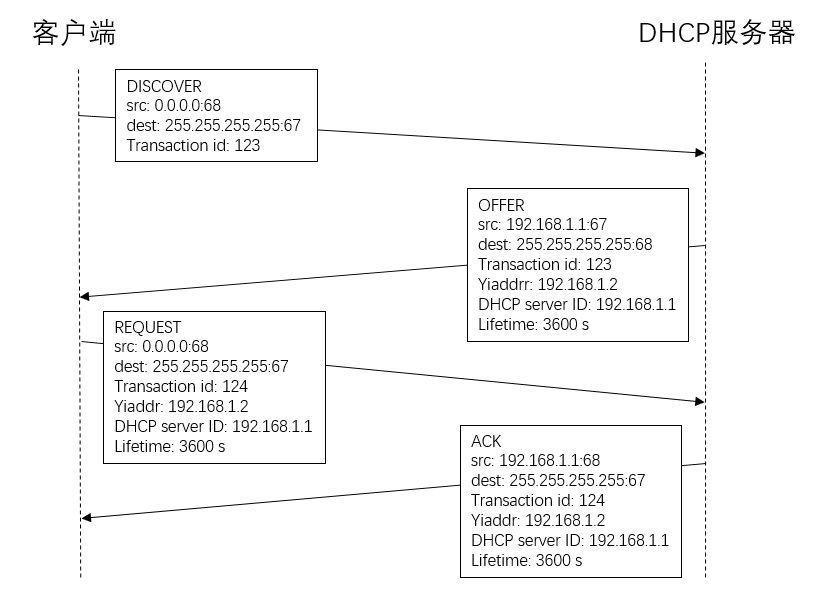 客户端
DHCP服务器
DISCOVER
src: 0.0.0.0:68
dest: 255.255.255.255:67
Transaction id: 123
OFFER
src: 192.168.1.1:67
dest: 255.255.255.255:68
Transaction id: 123
Yiaddrr: 192.168.1.2
DHCP server ID: 192.168.1.1
Lifetime: 3600 s
REQUEST
src: 0.0.0.0:68
dest: 255.255.255.255:67
Transaction id: 124
Yiaddr: 192.168.1.2
DHCP server ID: 192.168.1.1
Lifetime: 3600 s
ACK
src: 192.168.1.1:68
dest: 255.255.255.255:67
Transaction id: 124
Yiaddr: 192.168.1.2
DHCP server ID: 192.168.1.1
Lifetime: 3600 s